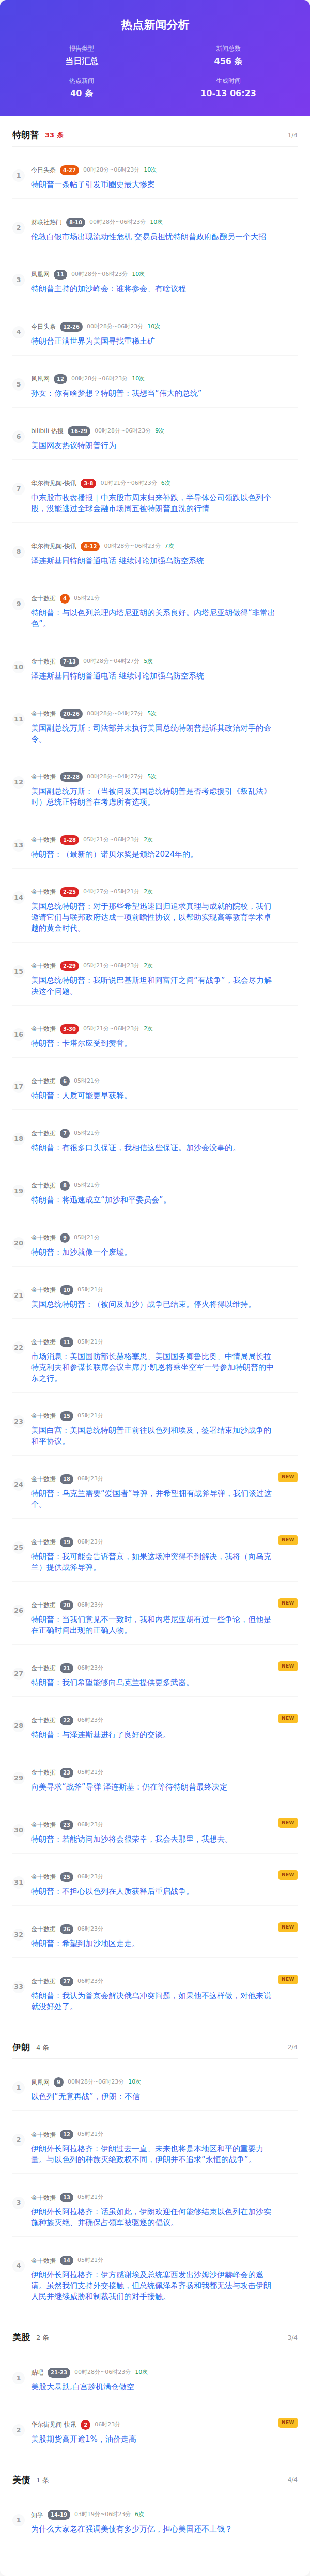 热点新闻分析
报告类型
当日汇总
新闻总数
456 条
热点新闻
40 条
生成时间
10-13 06:23
特朗普 33 条 1/4
1
今日头条 4-27 00时28分~06时23分 10次
特朗普一条帖子引发币圈史最大惨案
2
财联社热门 8-10 00时28分~06时23分 10次
伦敦白银市场出现流动性危机 交易员担忧特朗普政府酝酿另一个大招
3
凤凰网 11 00时28分~06时23分 10次
特朗普主持的加沙峰会：谁将参会、有啥议程
4
今日头条 12-26 00时28分~06时23分 10次
特朗普正满世界为美国寻找重稀土矿
5
凤凰网 12 00时28分~06时23分 10次
孙女：你有啥梦想？特朗普：我想当“伟大的总统”
6
bilibili 热搜 16-29 00时28分~06时23分 9次
美国网友热议特朗普行为
7
华尔街见闻-快讯 3-8 01时21分~06时23分 6次
中东股市收盘播报｜中东股市周末归来补跌，半导体公司领跌以色列个
股，没能逃过全球金融市场周五被特朗普血洗的行情
8
华尔街见闻-快讯 4-12 00时28分~06时23分 7次
泽连斯基同特朗普通电话 继续讨论加强乌防空系统
9
金十数据 4 05时21分
特朗普：与以色列总理内塔尼亚胡的关系良好。内塔尼亚胡做得“非常出
色”。
10
金十数据 7-13 00时28分~04时27分 5次
泽连斯基同特朗普通电话 继续讨论加强乌防空系统
11
金十数据 20-26 00时28分~04时27分 5次
美国副总统万斯：司法部并未执行美国总统特朗普起诉其政治对手的命
令。
12
金十数据 22-28 00时28分~04时27分 5次
美国副总统万斯：（当被问及美国总统特朗普是否考虑援引《叛乱法》
时）总统正特朗普在考虑所有选项。
13
金十数据 1-28 05时21分~06时23分 2次
特朗普：（最新的）诺贝尔奖是颁给2024年的。
14
金十数据 2-25 04时27分~05时21分 2次
美国总统特朗普：对于那些希望迅速回归追求真理与成就的院校，我们
邀请它们与联邦政府达成一项前瞻性协议，以帮助实现高等教育学术卓
越的黄金时代。
15
金十数据 2-29 05时21分~06时23分 2次
美国总统特朗普：我听说巴基斯坦和阿富汗之间“有战争”，我会尽力解
决这个问题。
16
金十数据 3-30 05时21分~06时23分 2次
特朗普：卡塔尔应受到赞誉。
17
金十数据 6 05时21分
特朗普：人质可能更早获释。
18
金十数据 7 05时21分
特朗普：有很多口头保证，我相信这些保证。加沙会没事的。
19
金十数据 8 05时21分
特朗普：将迅速成立“加沙和平委员会”。
20
金十数据 9 05时21分
特朗普：加沙就像一个废墟。
21
金十数据 10 05时21分
美国总统特朗普：（被问及加沙）战争已结束。停火将得以维持。
22
金十数据 11 05时21分
市场消息：美国国防部长赫格塞思、美国国务卿鲁比奥、中情局局长拉
特克利夫和参谋长联席会议主席丹·凯恩将乘坐空军一号参加特朗普的中
东之行。
23
金十数据 15 05时21分
美国白宫：美国总统特朗普正前往以色列和埃及，签署结束加沙战争的
和平协议。
24
金十数据 18 06时23分 NEW
特朗普：乌克兰需要“爱国者”导弹，并希望拥有战斧导弹，我们谈过这
个。
25
金十数据 19 06时23分 NEW
特朗普：我可能会告诉普京，如果这场冲突得不到解决，我将（向乌克
兰）提供战斧导弹。
26
金十数据 20 06时23分 NEW
特朗普：当我们意见不一致时，我和内塔尼亚胡有过一些争论，但他是
在正确时间出现的正确人物。
27
金十数据 21 06时23分 NEW
特朗普：我们希望能够向乌克兰提供更多武器。
28
金十数据 22 06时23分 NEW
特朗普：与泽连斯基进行了良好的交谈。
29
金十数据 23 05时21分
向美寻求“战斧”导弹 泽连斯基：仍在等待特朗普最终决定
30
金十数据 23 06时23分 NEW
特朗普：若能访问加沙将会很荣幸，我会去那里，我想去。
31
金十数据 25 06时23分 NEW
特朗普：不担心以色列在人质获释后重启战争。
32
金十数据 26 06时23分 NEW
特朗普：希望到加沙地区走走。
33
金十数据 27 06时23分 NEW
特朗普：我认为普京会解决俄乌冲突问题，如果他不这样做，对他来说
就没好处了。
伊朗 4 条 2/4
1
凤凰网 9 00时28分~06时23分 10次
以色列“无意再战”，伊朗：不信
2
金十数据 12 05时21分
伊朗外长阿拉格齐：伊朗过去一直、未来也将是本地区和平的重要力
量。与以色列的种族灭绝政权不同，伊朗并不追求“永恒的战争”。
3
金十数据 13 05时21分
伊朗外长阿拉格齐：话虽如此，伊朗欢迎任何能够结束以色列在加沙实
施种族灭绝、并确保占领军被驱逐的倡议。
4
金十数据 14 05时21分
伊朗外长阿拉格齐：伊方感谢埃及总统塞西发出沙姆沙伊赫峰会的邀
请。虽然我们支持外交接触，但总统佩泽希齐扬和我都无法与攻击伊朗
人民并继续威胁和制裁我们的对手接触。
美股 2 条 3/4
1
贴吧 21-23 00时28分~06时23分 10次
美股大暴跌,白宫趁机满仓做空
2
华尔街见闻-快讯 2 06时23分 NEW
美股期货高开逾1%，油价走高
美债 1 条 4/4
1
知乎 14-19 03时19分~06时23分 6次
为什么大家老在强调美债有多少万亿，担心美国还不上钱？